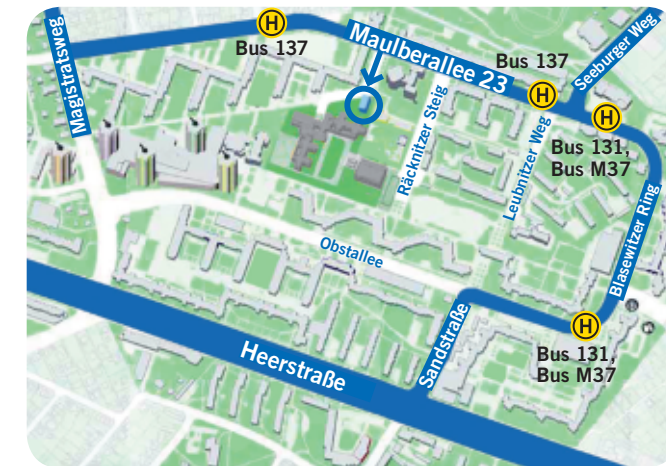 Magistratsweg
H
Bus 137
Maulberallee 23
Bus 137
H
Seeburger Weg
H
Bus 131,
Bus M37
Räcknitzer Steig
Leubnitzer Weg
Blasewitzer Ring
Obstallee
Sandstraße
H
Bus 131,
Bus M37
Heerstraße